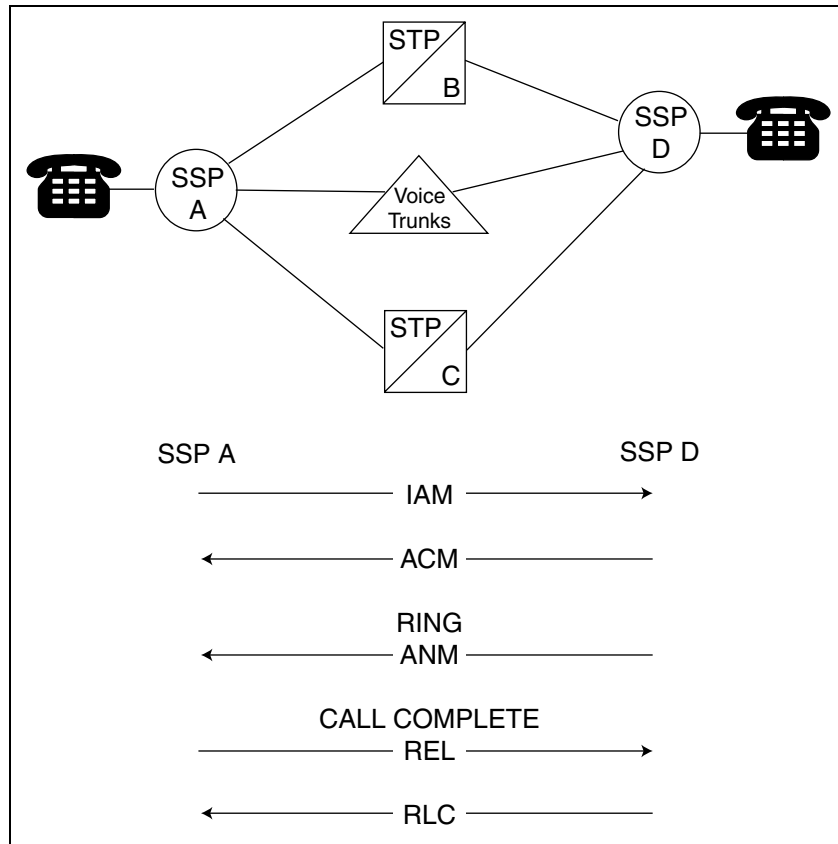 STP
B
SSP
D
SSP
A
Voice
Trunks
STP
C
SSP A
SSP D
IAM
ACM
RING
ANM
CALL COMPLETE
REL
RLC